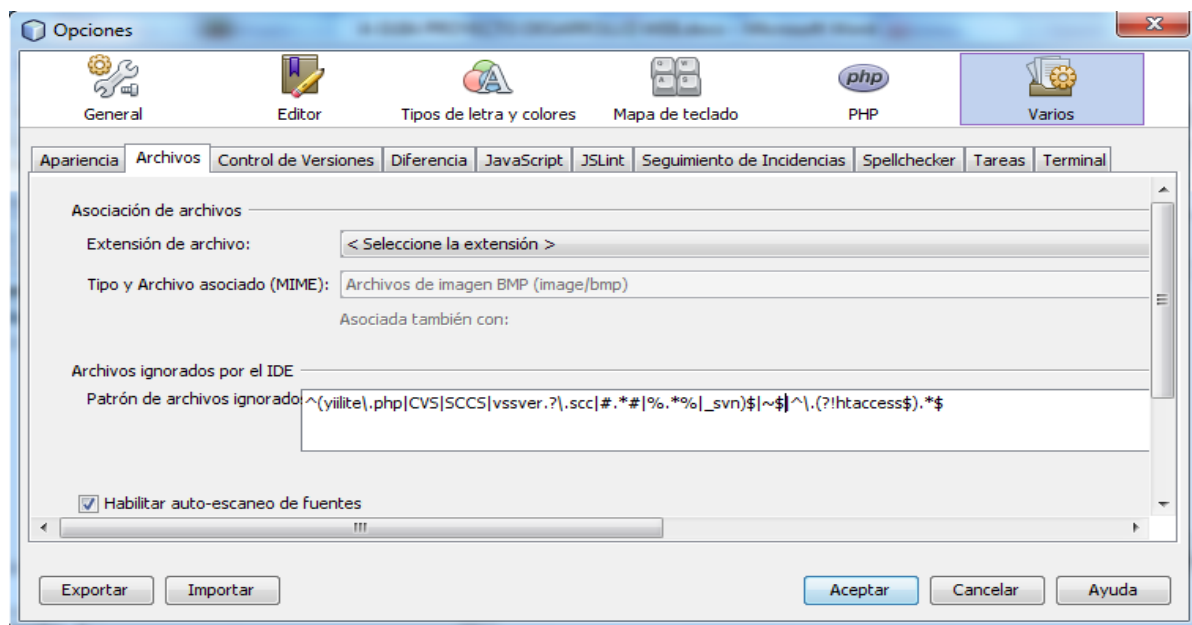 Opciones
General Editor Tipos de letra y colores Mapa de teclado php PHP Varios
Apariencia Archivos Control de Versiones Diferencia JavaScript JSLint Seguimiento de Incidencias Spellchecker Tareas Terminal
Asociación de archivos
Extensión de archivo: < Seleccione la extensión >
Tipo y Archivo asociado (MIME): Archivos de imagen BMP (image/bmp)
Asociada también con:
Archivos ignorados por el IDE
Patrón de archivos ignorado ^(yiilite\.php|CVS|SCCS|vssver.?\.scc|#.*#|%.*%|_svn)$|~$|^\.(?!htaccess$).*$
Habilitar auto-escaneo de fuentes
Exportar Importar Aceptar Cancelar Ayuda